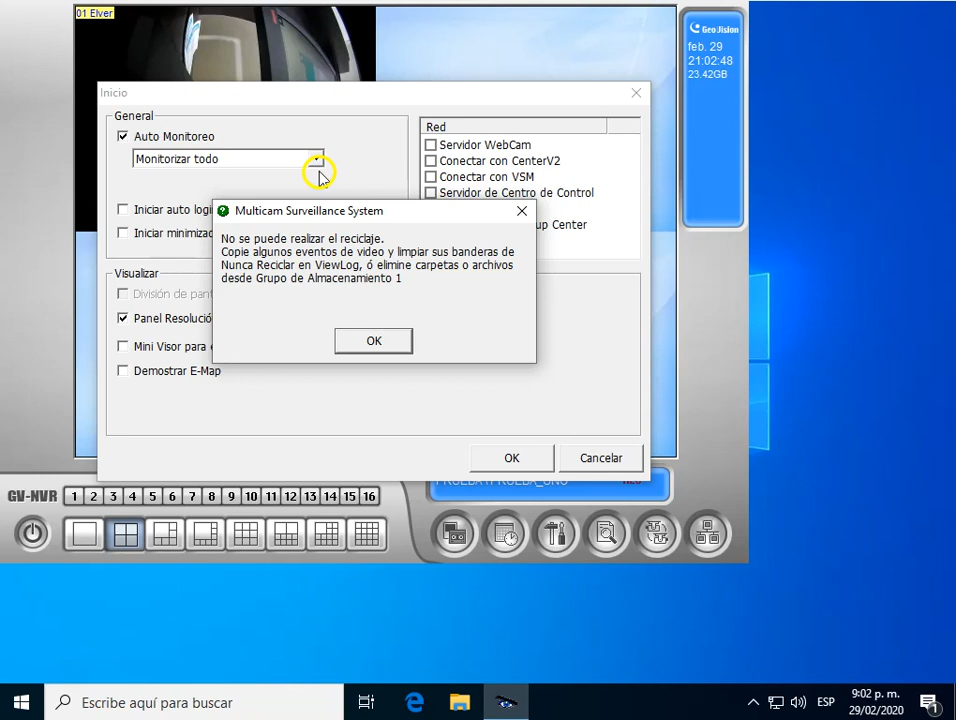 01 Elver
GeoVision
feb. 29
21:02:48
23.42GB
Inicio
General
Auto Monitoreo
Monitorizar todo
Iniciar auto logi
Iniciar minimiza
Red
Servidor WebCam
Conectar con CenterV2
Conectar con VSM
Servidor de Centro de Control
up Center
Multicam Surveillance System
No se puede realizar el reciclaje.
Copie algunos eventos de video y limpiar sus banderas de
Nunca Reciclar en ViewLog, ó elimine carpetas o archivos
desde Grupo de Almacenamiento 1
OK
Visualizar
División de pant
Panel Resolució
Mini Visor para
Demostrar E-Map
OK
Cancelar
GV-NVR 1 2 3 4 5 6 7 8 9 10 11 12 13 14 15 16
Escribe aquí para buscar
ESP
9:02 p. m.
29/02/2020
1